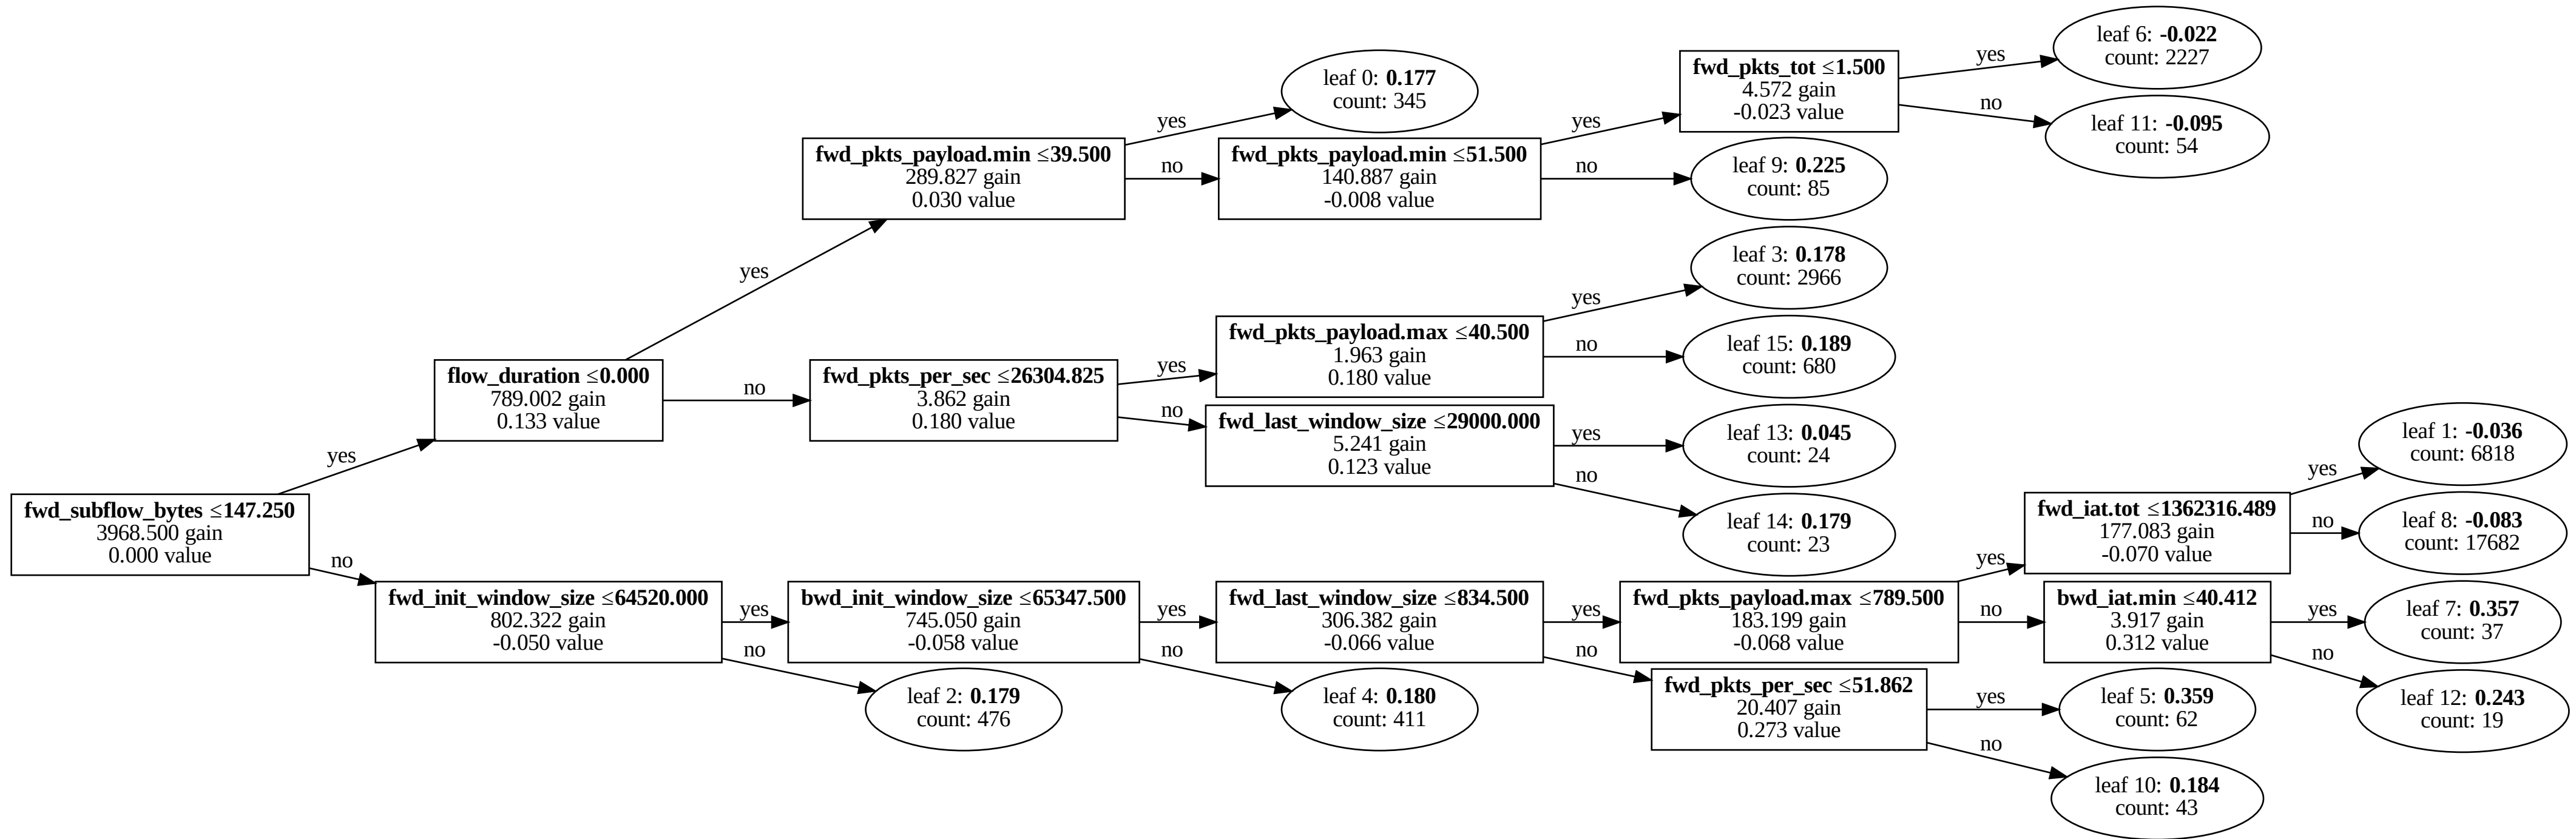 fwd_subflow_bytes ≤147.250
3968.500 gain
0.000 value
yes
no
flow_duration ≤0.000
789.002 gain
0.133 value
yes
no
fwd_init_window_size ≤64520.000
802.322 gain
-0.050 value
yes
no
fwd_pkts_payload.min ≤39.500
289.827 gain
0.030 value
yes
no
fwd_pkts_per_sec ≤26304.825
3.862 gain
0.180 value
yes
no
bwd_init_window_size ≤65347.500
745.050 gain
-0.058 value
yes
no
leaf 2: 0.179
count: 476
leaf 0: 0.177
count: 345
fwd_pkts_payload.min ≤51.500
140.887 gain
-0.008 value
yes
no
fwd_pkts_payload.max ≤40.500
1.963 gain
0.180 value
yes
no
fwd_last_window_size ≤29000.000
5.241 gain
0.123 value
yes
no
fwd_last_window_size ≤834.500
306.382 gain
-0.066 value
yes
no
leaf 4: 0.180
count: 411
fwd_pkts_tot ≤1.500
4.572 gain
-0.023 value
yes
no
leaf 9: 0.225
count: 85
leaf 3: 0.178
count: 2966
leaf 15: 0.189
count: 680
leaf 13: 0.045
count: 24
leaf 14: 0.179
count: 23
fwd_pkts_payload.max ≤789.500
183.199 gain
-0.068 value
yes
no
fwd_pkts_per_sec ≤51.862
20.407 gain
0.273 value
yes
no
leaf 6: -0.022
count: 2227
leaf 11: -0.095
count: 54
fwd_iat.tot ≤1362316.489
177.083 gain
-0.070 value
yes
no
bwd_iat.min ≤40.412
3.917 gain
0.312 value
yes
no
leaf 5: 0.359
count: 62
leaf 10: 0.184
count: 43
leaf 1: -0.036
count: 6818
leaf 8: -0.083
count: 17682
leaf 7: 0.357
count: 37
leaf 12: 0.243
count: 19